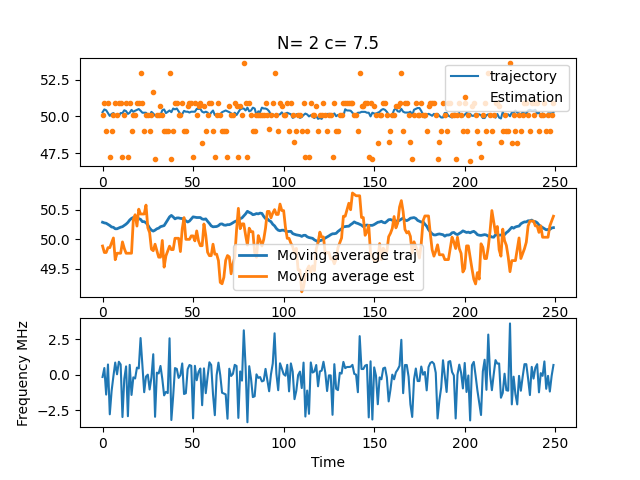 N= 2 c= 7.5
52.5
50.0
47.5
trajectory
Estimation
0 50 100 150 200 250
50.5
50.0
49.5
Moving average traj
Moving average est
0 50 100 150 200 250
2.5
0.0
−2.5
Frequency MHz
0 50 100 150 200 250
Time